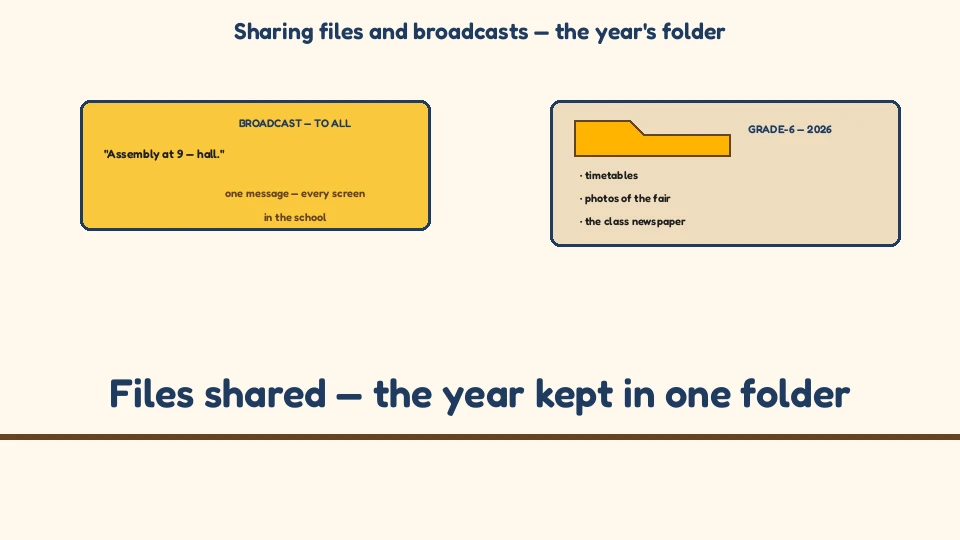 Sharing files and broadcasts — the year's folder
BROADCAST — TO ALL
"Assembly at 9 — hall."
one message — every screen
in the school
GRADE-6 — 2026
· timetables
· photos of the fair
· the class newspaper
Files shared — the year kept in one folder